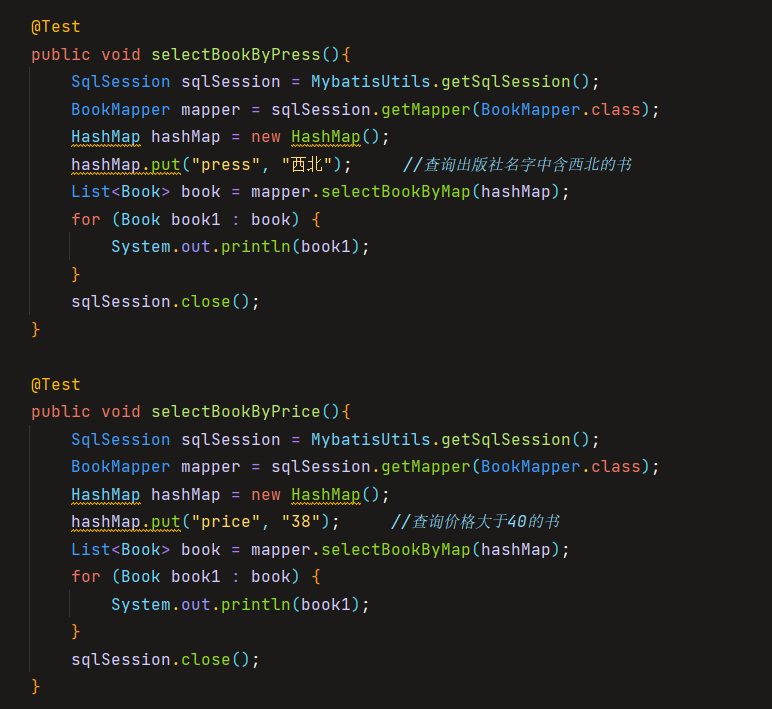 @Test
public void selectBookByPress(){
    SqlSession sqlSession = MybatisUtils.getSqlSession();
    BookMapper mapper = sqlSession.getMapper(BookMapper.class);
    HashMap hashMap = new HashMap();
    hashMap.put("press", "西北");     //查询出版社名字中含西北的书
    List<Book> book = mapper.selectBookByMap(hashMap);
    for (Book book1 : book) {
        System.out.println(book1);
    }
    sqlSession.close();
}

@Test
public void selectBookByPrice(){
    SqlSession sqlSession = MybatisUtils.getSqlSession();
    BookMapper mapper = sqlSession.getMapper(BookMapper.class);
    HashMap hashMap = new HashMap();
    hashMap.put("price", "38");     //查询价格大于40的书
    List<Book> book = mapper.selectBookByMap(hashMap);
    for (Book book1 : book) {
        System.out.println(book1);
    }
    sqlSession.close();
}